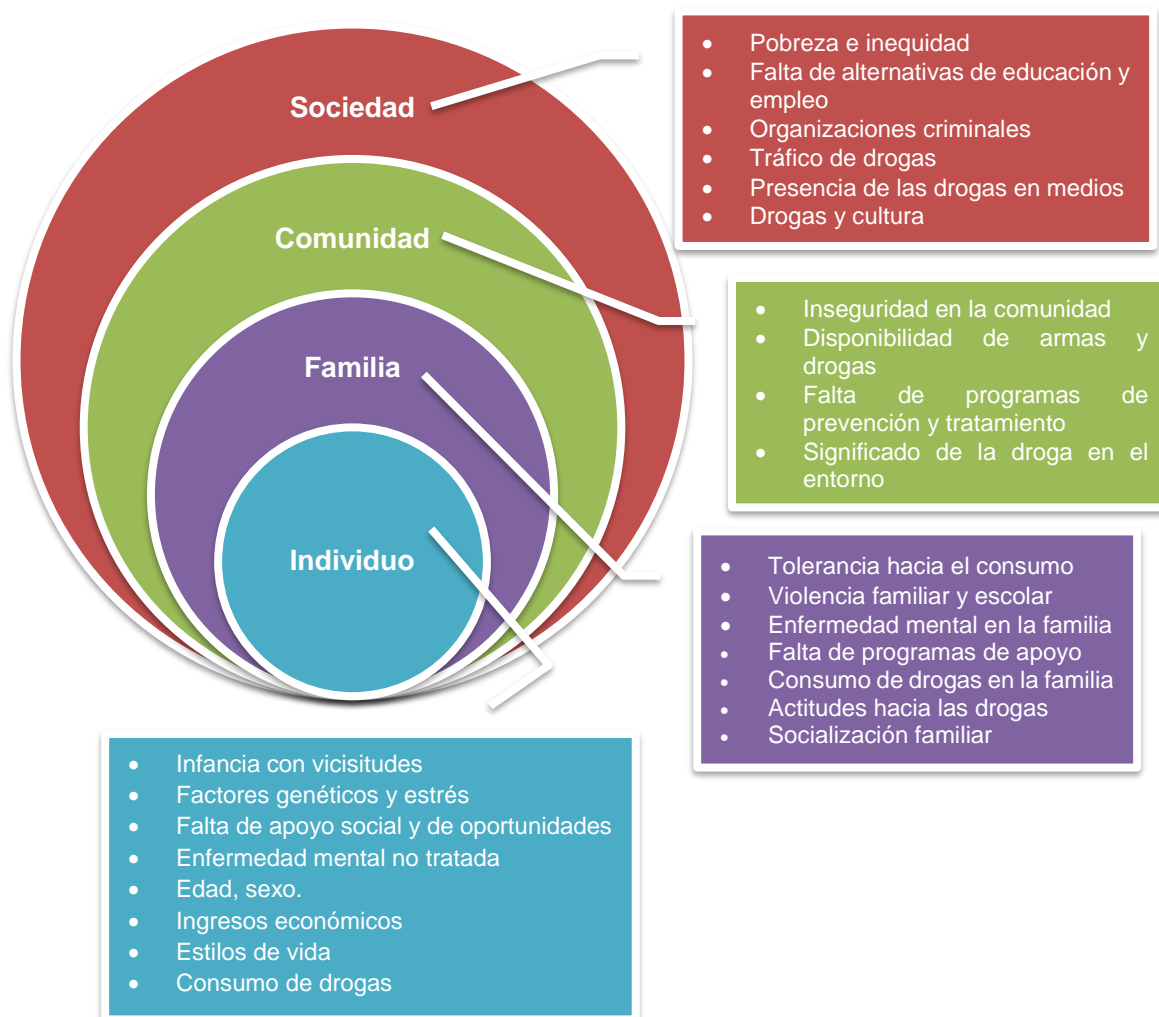 Sociedad
Comunidad
Familia
Individuo
• Pobreza e inequidad
• Falta de alternativas de educación y
empleo
• Organizaciones criminales
• Tráfico de drogas
• Presencia de las drogas en medios
• Drogas y cultura
• Inseguridad en la comunidad
• Disponibilidad de armas y
drogas
• Falta de programas de
prevención y tratamiento
• Significado de la droga en el
entorno
• Tolerancia hacia el consumo
• Violencia familiar y escolar
• Enfermedad mental en la familia
• Falta de programas de apoyo
• Consumo de drogas en la familia
• Actitudes hacia las drogas
• Socialización familiar
• Infancia con vicisitudes
• Factores genéticos y estrés
• Falta de apoyo social y de oportunidades
• Enfermedad mental no tratada
• Edad, sexo.
• Ingresos económicos
• Estilos de vida
• Consumo de drogas